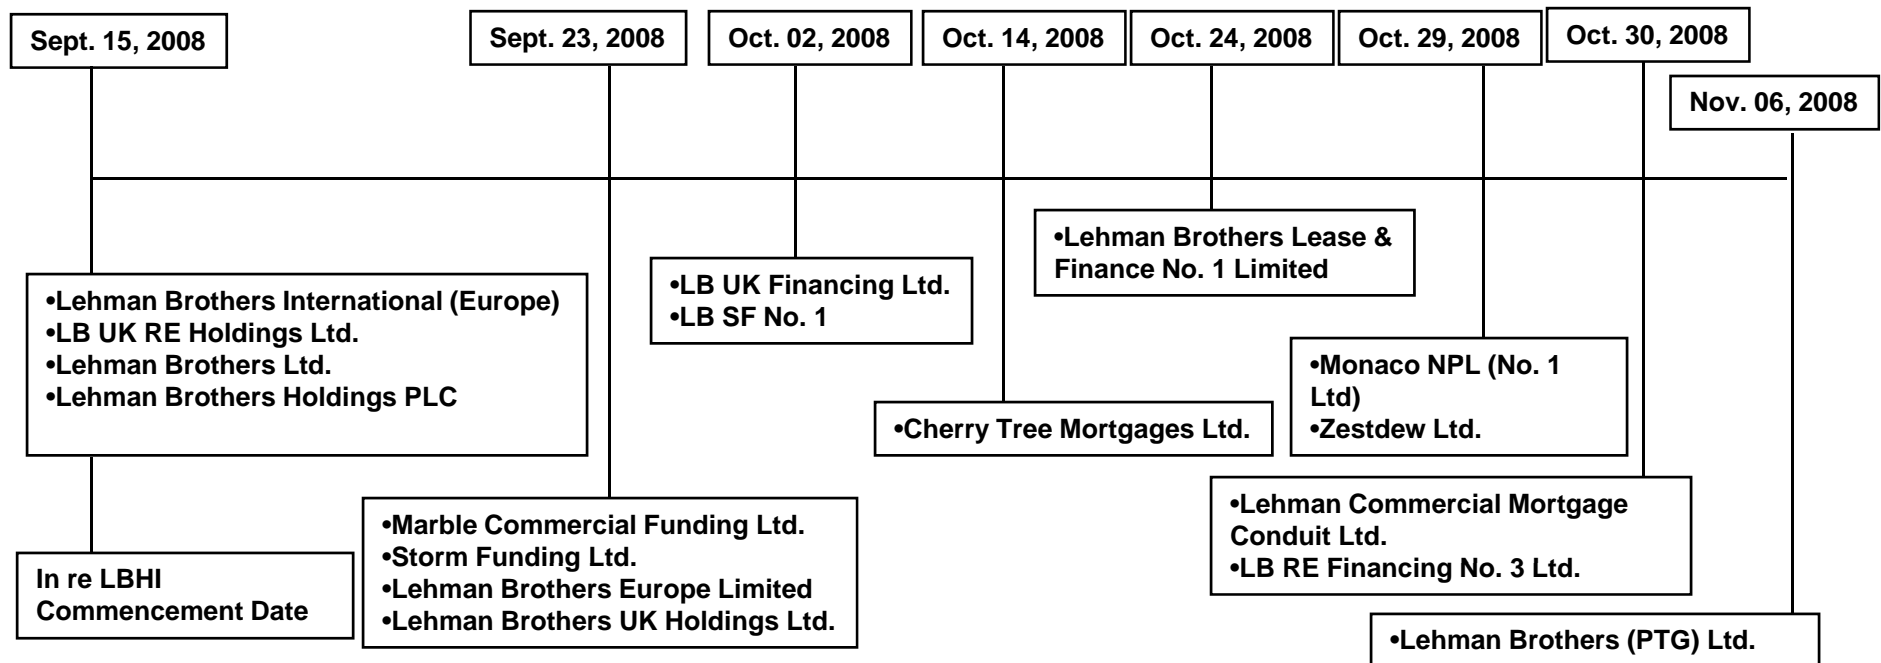 Sept. 15, 2008
Sept. 23, 2008
Oct. 02, 2008
Oct. 14, 2008
Oct. 24, 2008
Oct. 29, 2008
Oct. 30, 2008
Nov. 06, 2008
•Lehman Brothers International (Europe)
•LB UK RE Holdings Ltd.
•Lehman Brothers Ltd.
•Lehman Brothers Holdings PLC
In re LBHI
Commencement Date
•Marble Commercial Funding Ltd.
•Storm Funding Ltd.
•Lehman Brothers Europe Limited
•Lehman Brothers UK Holdings Ltd.
•LB UK Financing Ltd.
•LB SF No. 1
•Cherry Tree Mortgages Ltd.
•Lehman Brothers Lease &
Finance No. 1 Limited
•Monaco NPL (No. 1
Ltd)
•Zestdew Ltd.
•Lehman Commercial Mortgage
Conduit Ltd.
•LB RE Financing No. 3 Ltd.
•Lehman Brothers (PTG) Ltd.